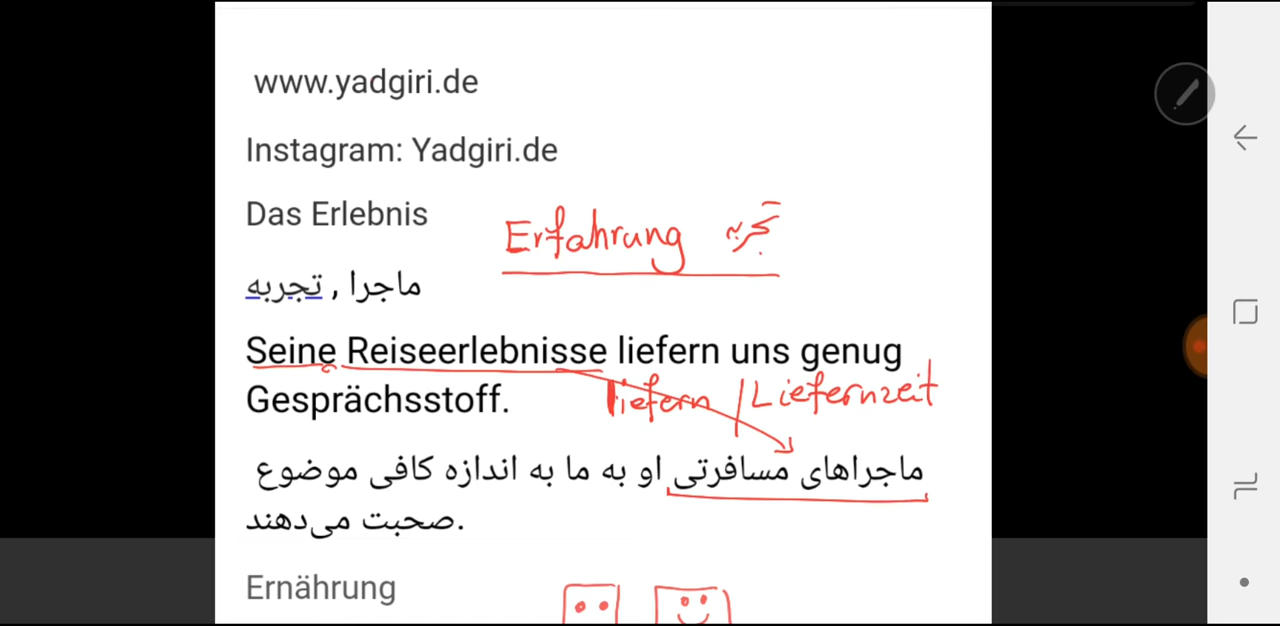 www.yadgiri.de
Instagram: Yadgiri.de
Das Erlebnis
Erfahrung تجربه
ماجرا , تجربه
Seine Reiseerlebnisse liefern uns genug
Gesprächsstoff.
liefern / Liefernzeit
ماجراهای مسافرتی او به ما به اندازه کافی موضوع
صحبت می‌دهند.
Ernährung